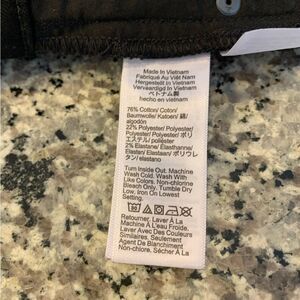 Made In Vietnam
Fabriqué Au Viet Nam
Hergestellt In Vietnam
Vervaardigd In Vietnam
ベトナム製
hecho en vietnam
76% Cotton/ Coton/
Baumwolle/ Katoen/ 綿/
algodón
22% Polyester/ Polyester/
Polyester/ Polyester/ ポリ
エステル/ poliéster
2% Elastane/ Élasthanne/
Elasten/ Elastaan/ ポリウレ
タン/ elastano
Turn Inside Out. Machine
Wash Cold. Wash With
Like Colors. Non-chlorine
Bleach Only. Tumble Dry
Low. Iron On Lowest
Setting
Retourner. Laver À La
Machine À L'eau Froide.
Laver Avec Des Couleurs
Similaires. Seulement
Agent De Blanchiment
Non-chlore. Sécher À La